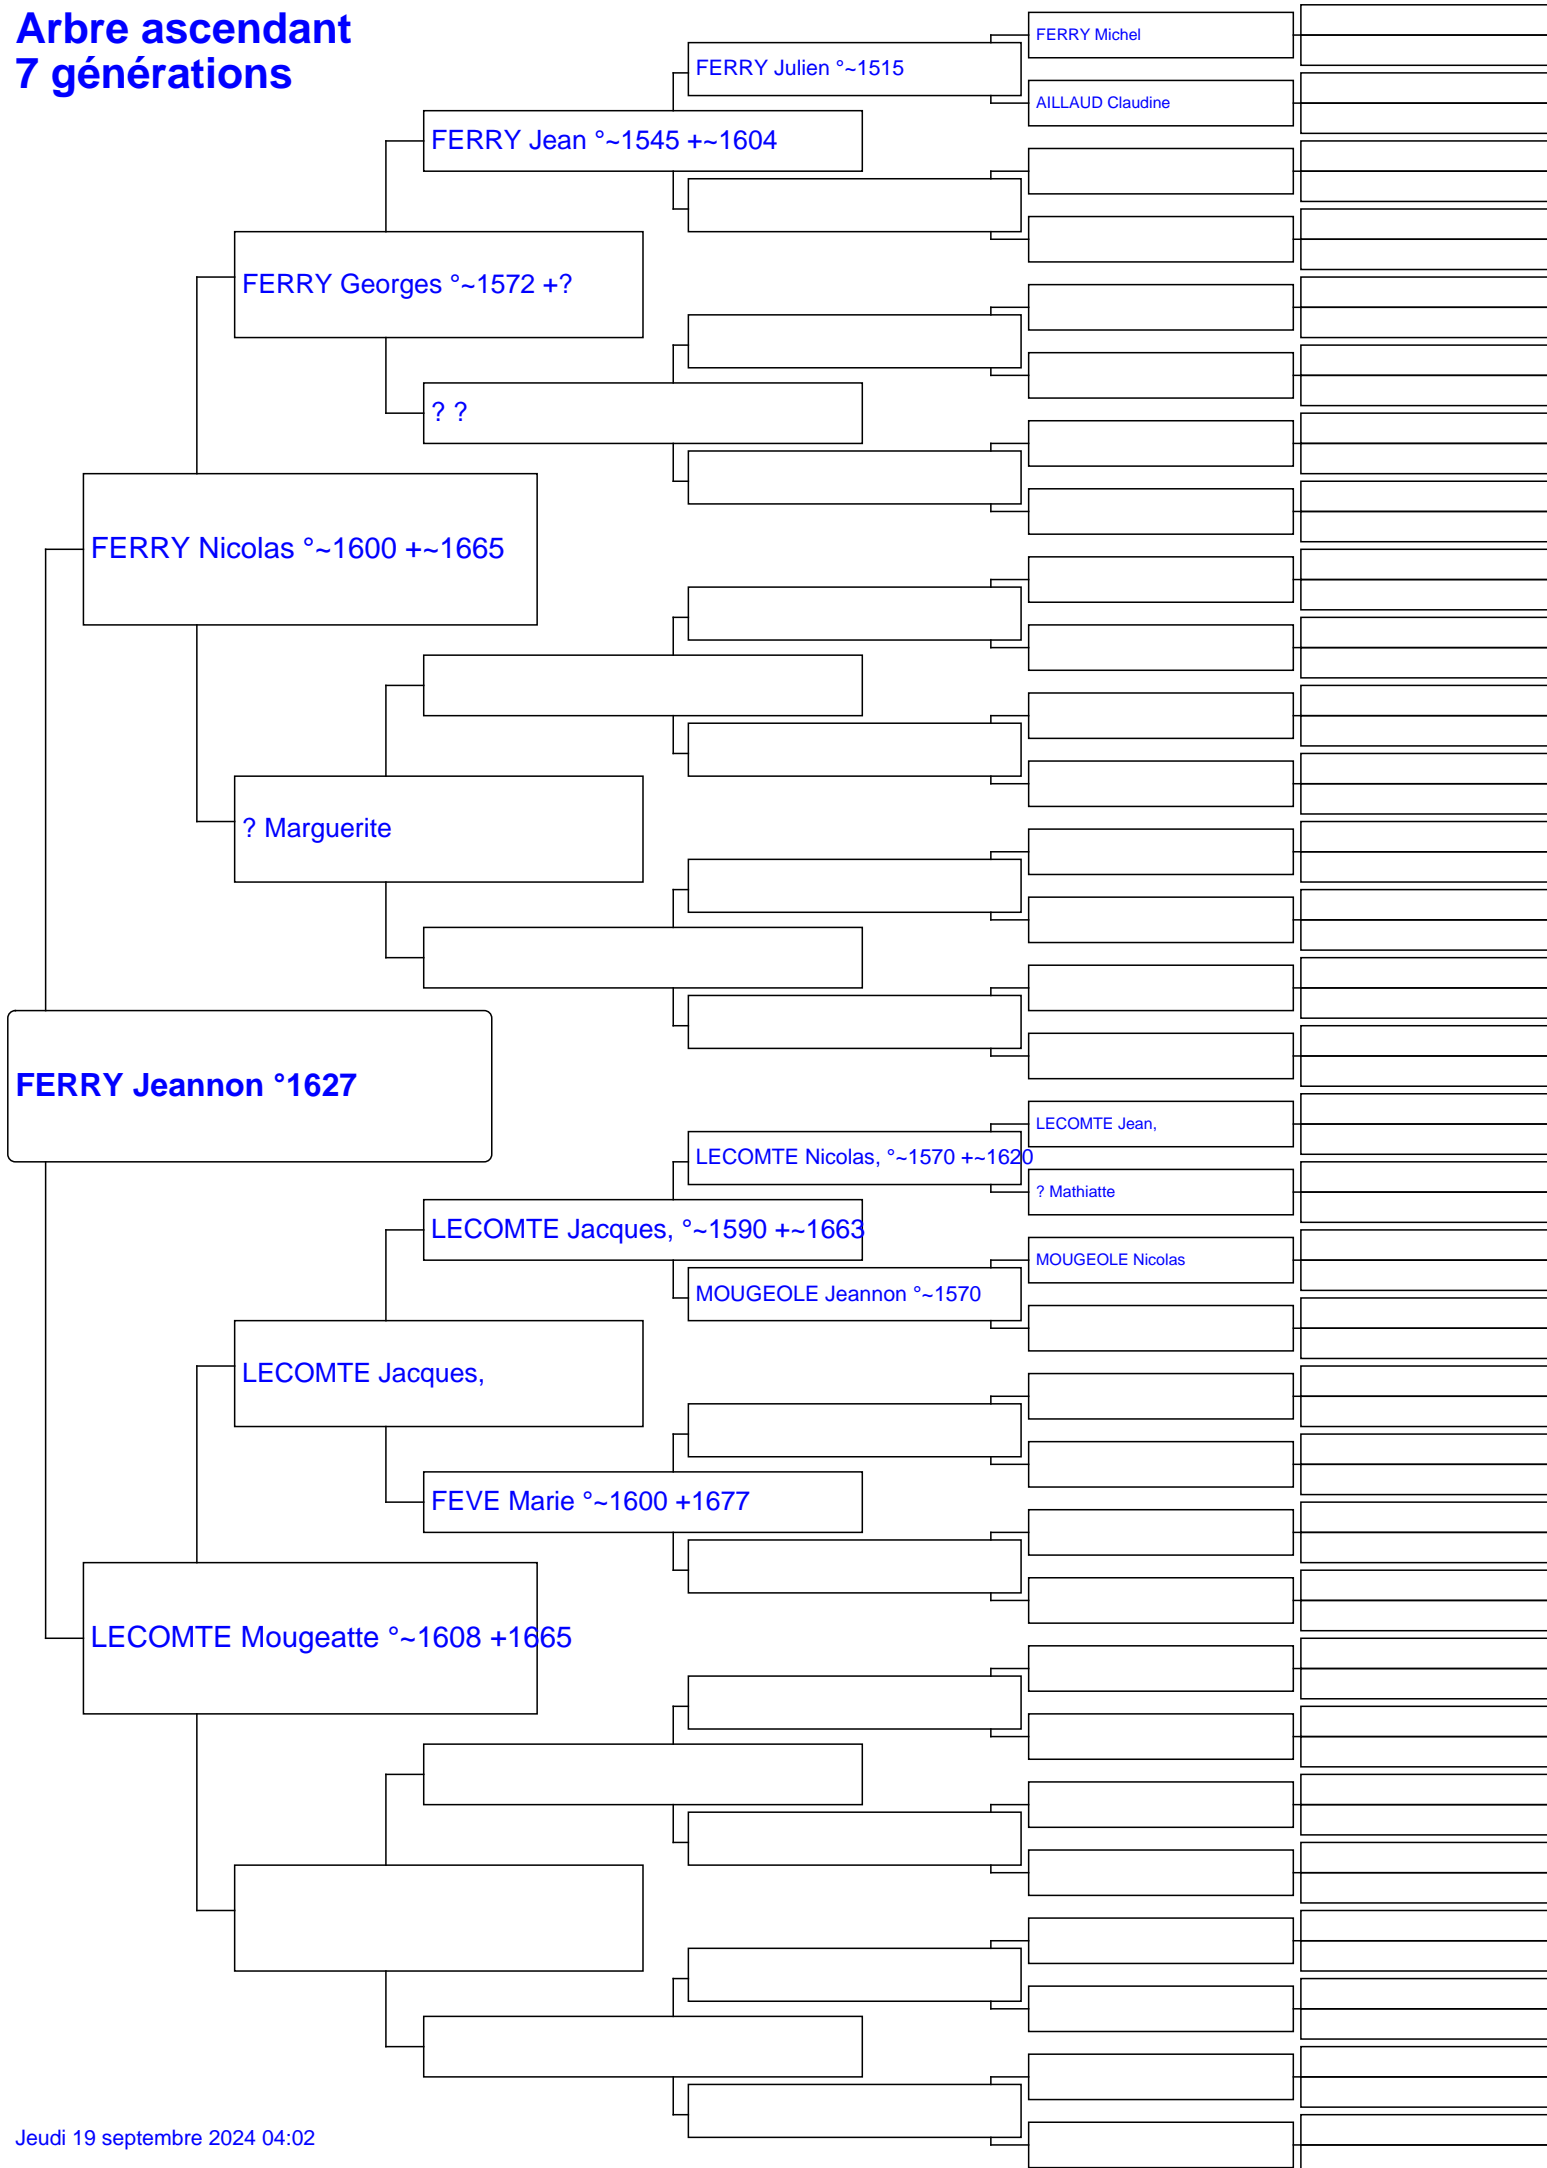 Arbre ascendant
7 générations
FERRY Michel
FERRY Julien °~1515
AILLAUD Claudine
FERRY Jean °~1545 +~1604
FERRY Georges °~1572 +?
? ?
FERRY Nicolas °~1600 +~1665
? Marguerite
FERRY Jeannon °1627
LECOMTE Jean,
LECOMTE Nicolas, °~1570 +~1620
? Mathiatte
LECOMTE Jacques, °~1590 +~1663
MOUGEOLE Nicolas
MOUGEOLE Jeannon °~1570
LECOMTE Jacques,
FEVE Marie °~1600 +1677
LECOMTE Mougeatte °~1608 +1665
Jeudi 19 septembre 2024 04:02